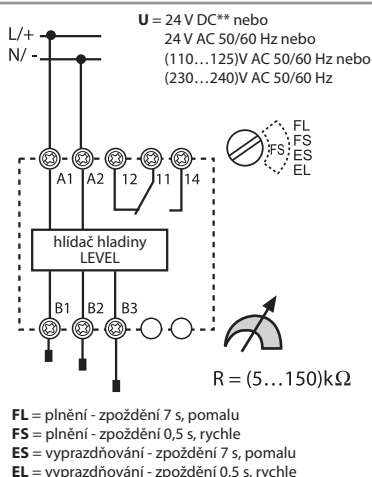 U = 24 V DC** nebo
24 V AC 50/60 Hz nebo
(110…125)V AC 50/60 Hz nebo
(230…240)V AC 50/60 Hz
L/+
N/ -
FL
FS
ES
EL
FS
A1 A2 12 11 14
hlídač hladiny
LEVEL
B1 B2 B3
R = (5…150)kΩ
FL = plnění - zpoždění 7 s, pomalu
FS = plnění - zpoždění 0,5 s, rychle
ES = vyprazdňování - zpoždění 7 s, pomalu
EL = vyprazdňování - zpoždění 0,5 s, rychle